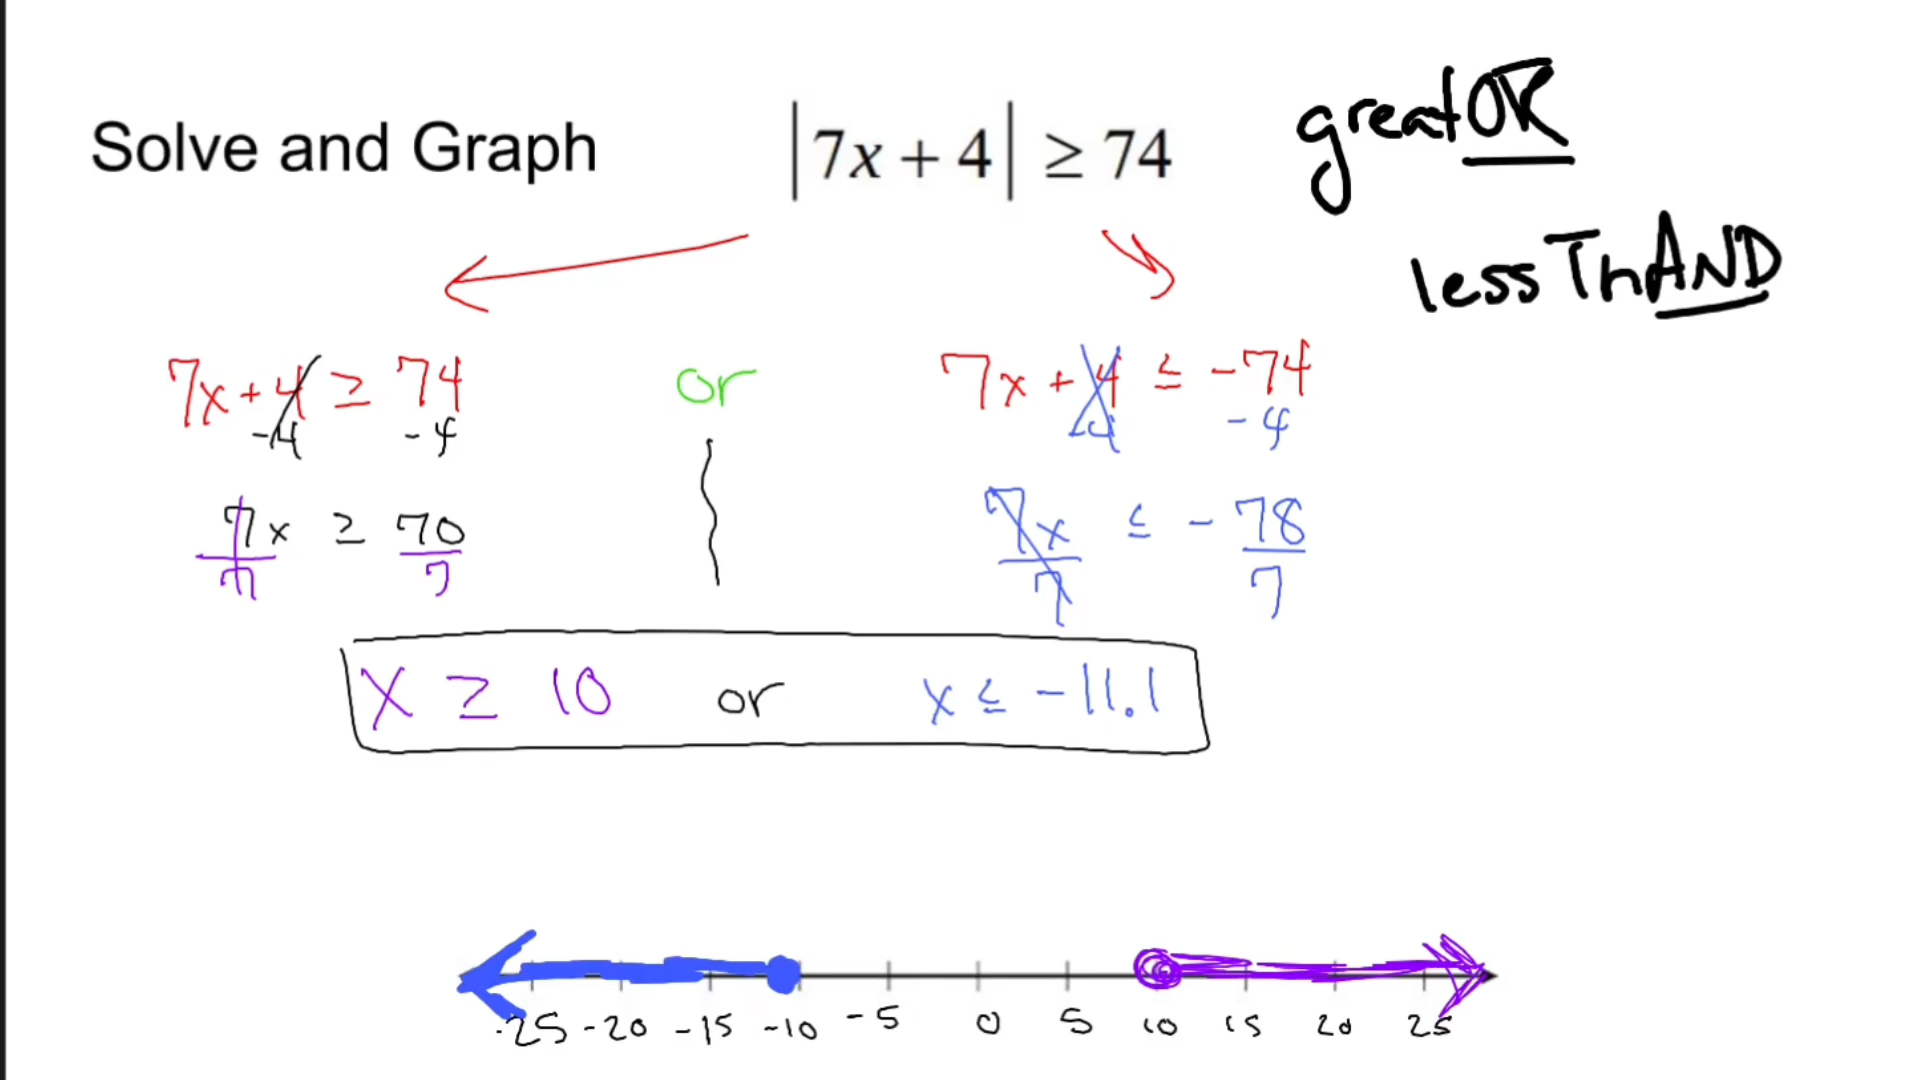 Solve and Graph |7x + 4| ≥ 74
greatOR
lessThAND
7x+4 ≥ 74 or 7x + 4 ≤ -74
-4 -4 -4 -4
7x ≥ 70 7x ≤ - 78
7 7 7 7
x ≥ 10 or x ≤ -11.1
-25 -20 -15 -10 -5 0 5 10 15 20 25